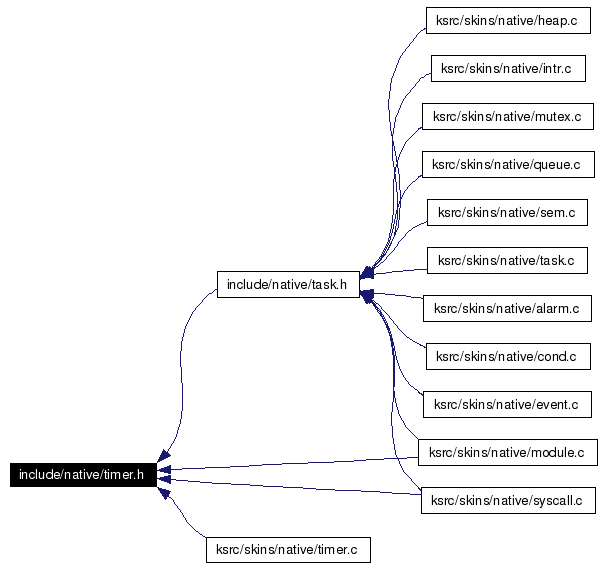 ksrc/skins/native/heap.c
ksrc/skins/native/intr.c
ksrc/skins/native/mutex.c
ksrc/skins/native/queue.c
ksrc/skins/native/sem.c
ksrc/skins/native/task.c
include/native/task.h
ksrc/skins/native/alarm.c
ksrc/skins/native/cond.c
ksrc/skins/native/event.c
ksrc/skins/native/module.c
include/native/timer.h
ksrc/skins/native/syscall.c
ksrc/skins/native/timer.c